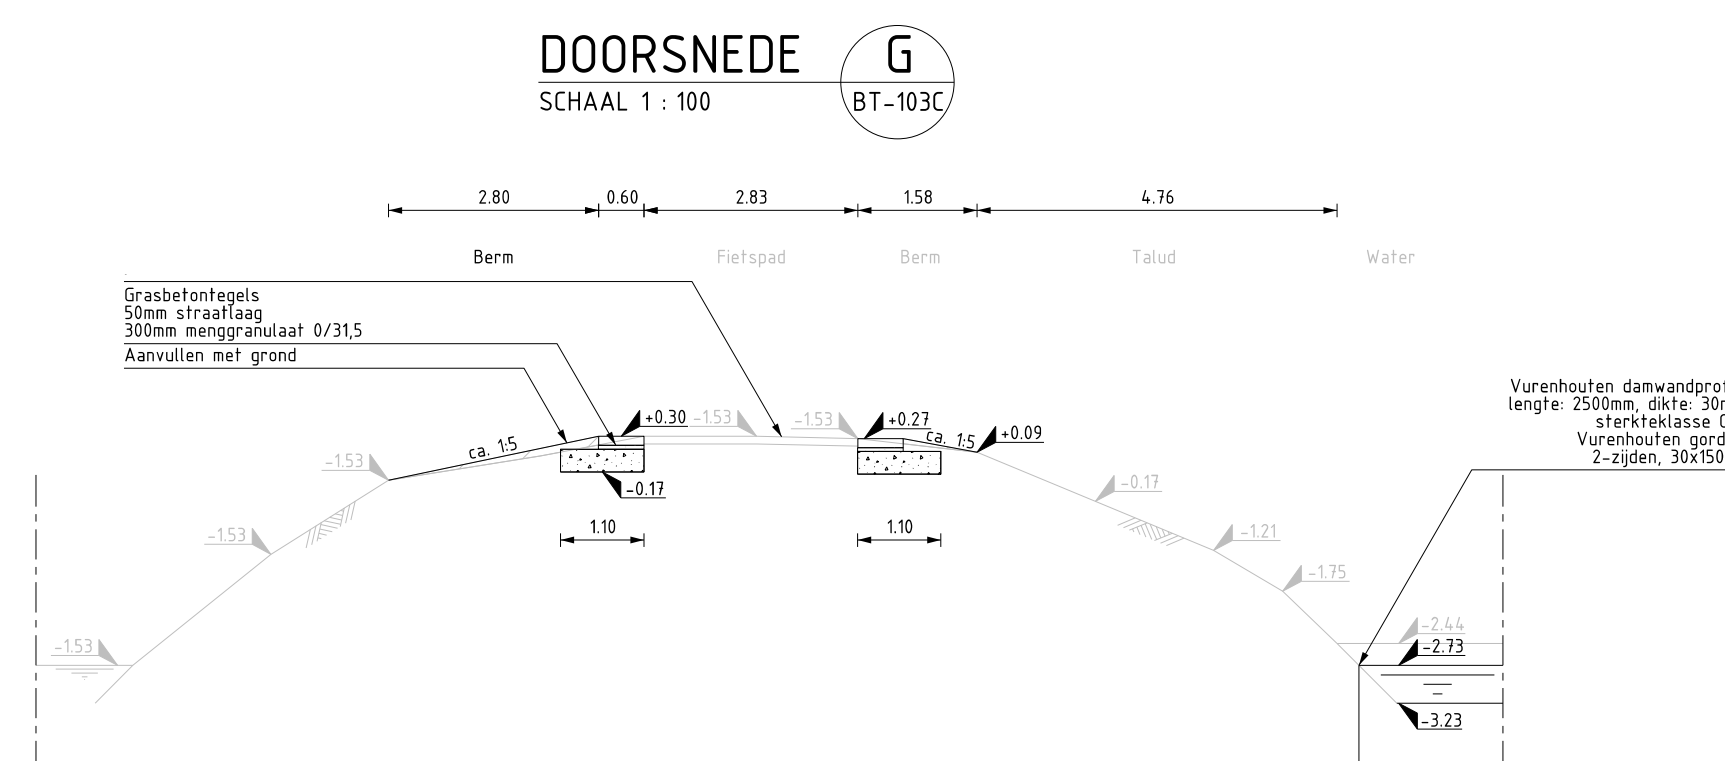 DOORSNEDE
G
SCHAAL 1 : 100
BT-103C
2.80
0.60
2.83
1.58
4.76
Berm
Fietspad
Berm
Talud
Water
Grasbetontegels
50mm straatlaag
300mm menggranulaat 0/31,5
Aanvullen met grond
Vurenhouten damwandprof
lengte: 2500mm, dikte: 30m
sterkteklasse C
Vurenhouten gord
2-zijden, 30x150
+0.30
-1.53
-1.53
+0.27
+0.09
ca. 1:5
ca. 1:5
-1.53
-0.17
-0.17
1.10
1.10
-1.53
-1.21
-1.75
-1.53
-2.44
-2.73
-3.23